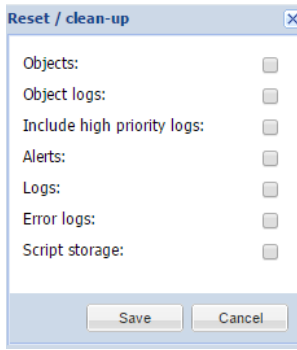 Reset / clean-up
Objects:
Object logs:
Include high priority logs:
Alerts:
Logs:
Error logs:
Script storage:
Save Cancel